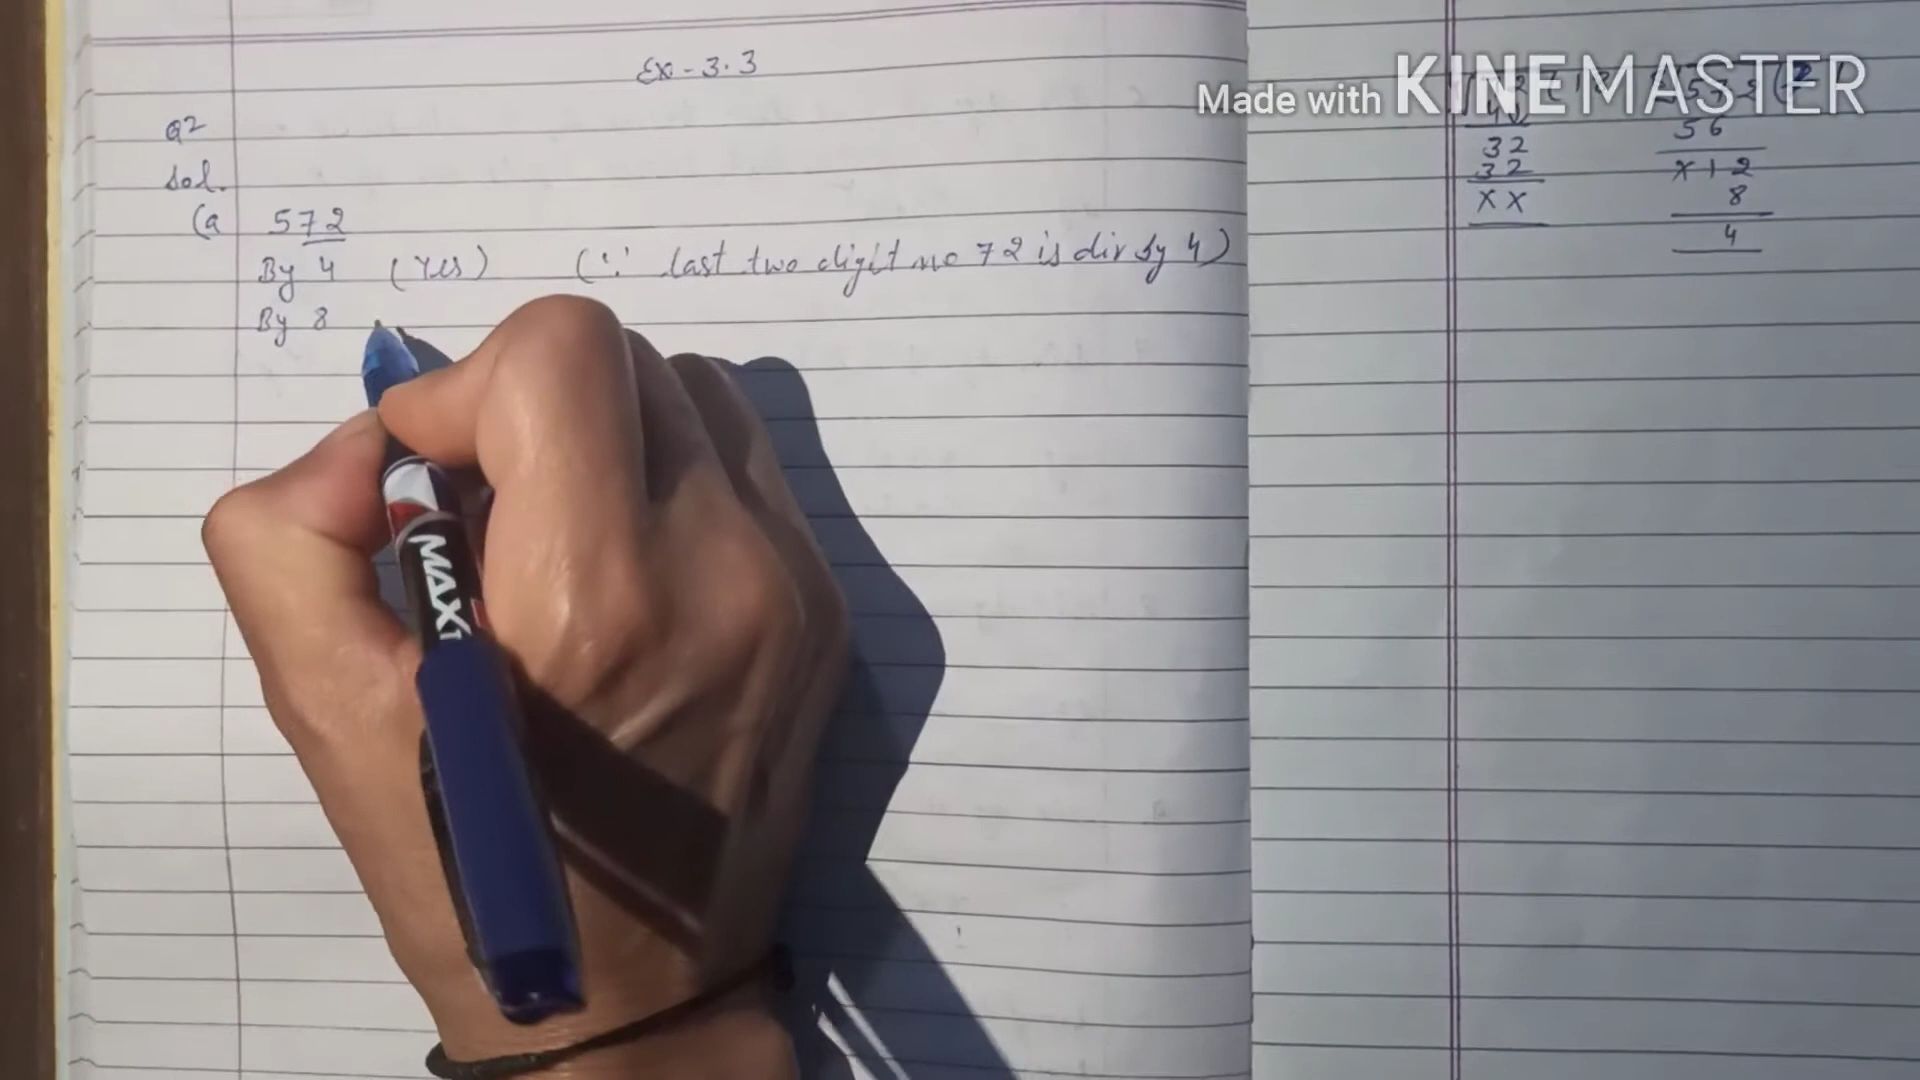 Ex - 3.3
Q2
Sol.
(a 572
By 4 (Yes) (∵ last two digit no 72 is div by 4)
By 8
Made with KINEMASTER
32
32
x x
56
x 1 2
8
4
MAX